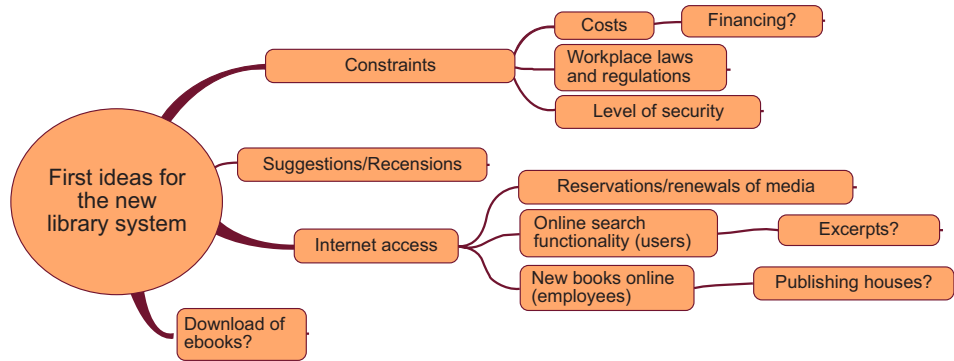 First ideas for
the new
library system
Constraints
Costs
Financing?
Workplace laws
and regulations
Level of security
Suggestions/Recensions
Internet access
Reservations/renewals of media
Online search
functionality (users)
Excerpts?
New books online
(employees)
Publishing houses?
Download of
ebooks?